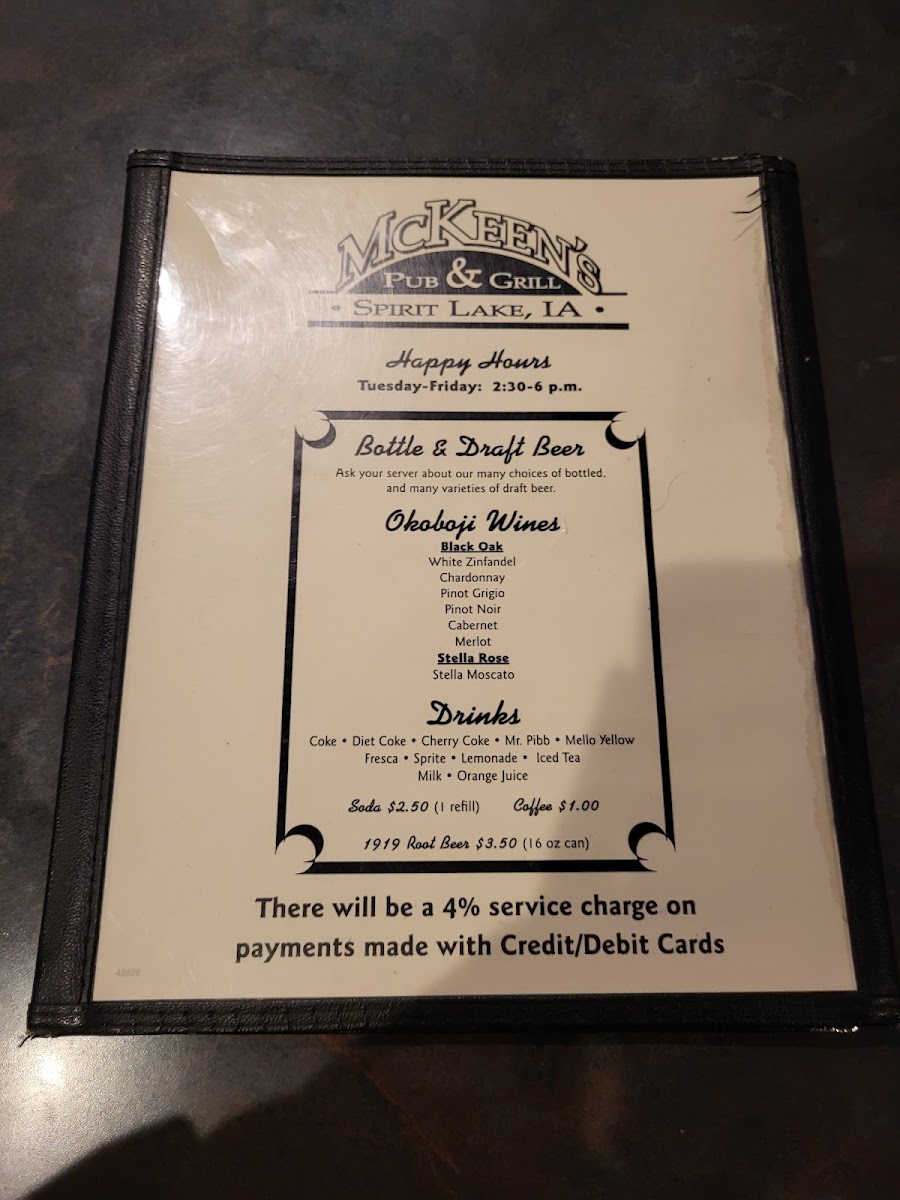 McKeen's
Pub & Grill
• Spirit Lake, IA •
Happy Hours
Tuesday-Friday: 2:30-6 p.m.
Bottle & Draft Beer
Ask your server about our many choices of bottled,
and many varieties of draft beer.
Okoboji Wines
Black Oak
White Zinfandel
Chardonnay
Pinot Grigio
Pinot Noir
Cabernet
Merlot
Stella Rose
Stella Moscato
Drinks
Coke • Diet Coke • Cherry Coke • Mr. Pibb • Mello Yellow
Fresca • Sprite • Lemonade • Iced Tea
Milk • Orange Juice
Soda $2.50 (1 refill) Coffee $1.00
1919 Root Beer $3.50 (16 oz can)
There will be a 4% service charge on
payments made with Credit/Debit Cards
48826